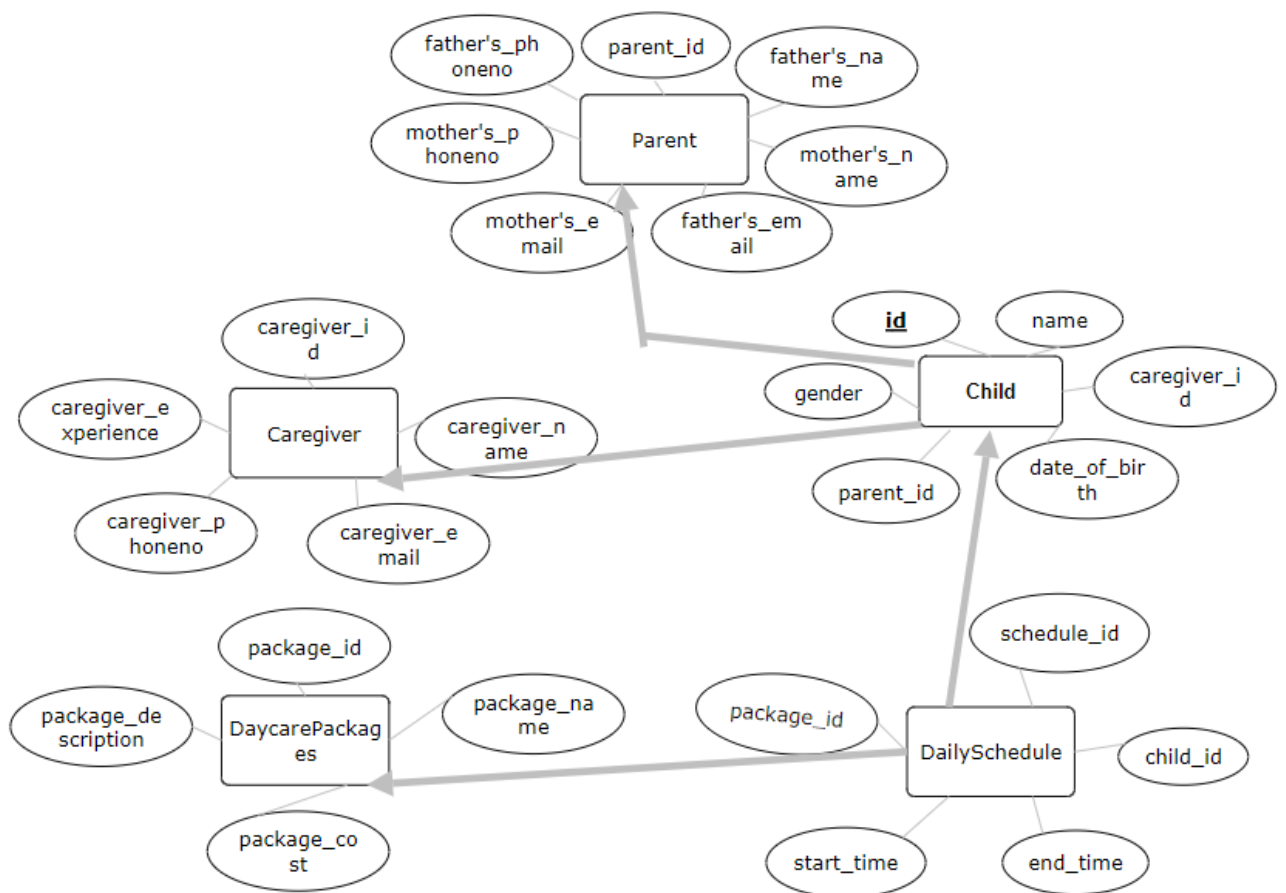 father's_ph
oneno
parent_id
father's_na
me
mother's_p
honeno
Parent
mother's_n
ame
mother's_e
mail
father's_em
ail
caregiver_i
d
id
name
caregiver_e
xperience
Caregiver
caregiver_n
ame
gender
Child
caregiver_i
d
caregiver_p
honeno
caregiver_e
mail
parent_id
date_of_bir
th
package_id
schedule_id
package_de
scription
DaycarePackag
es
package_na
me
package_id
DailySchedule
child_id
package_co
st
start_time
end_time